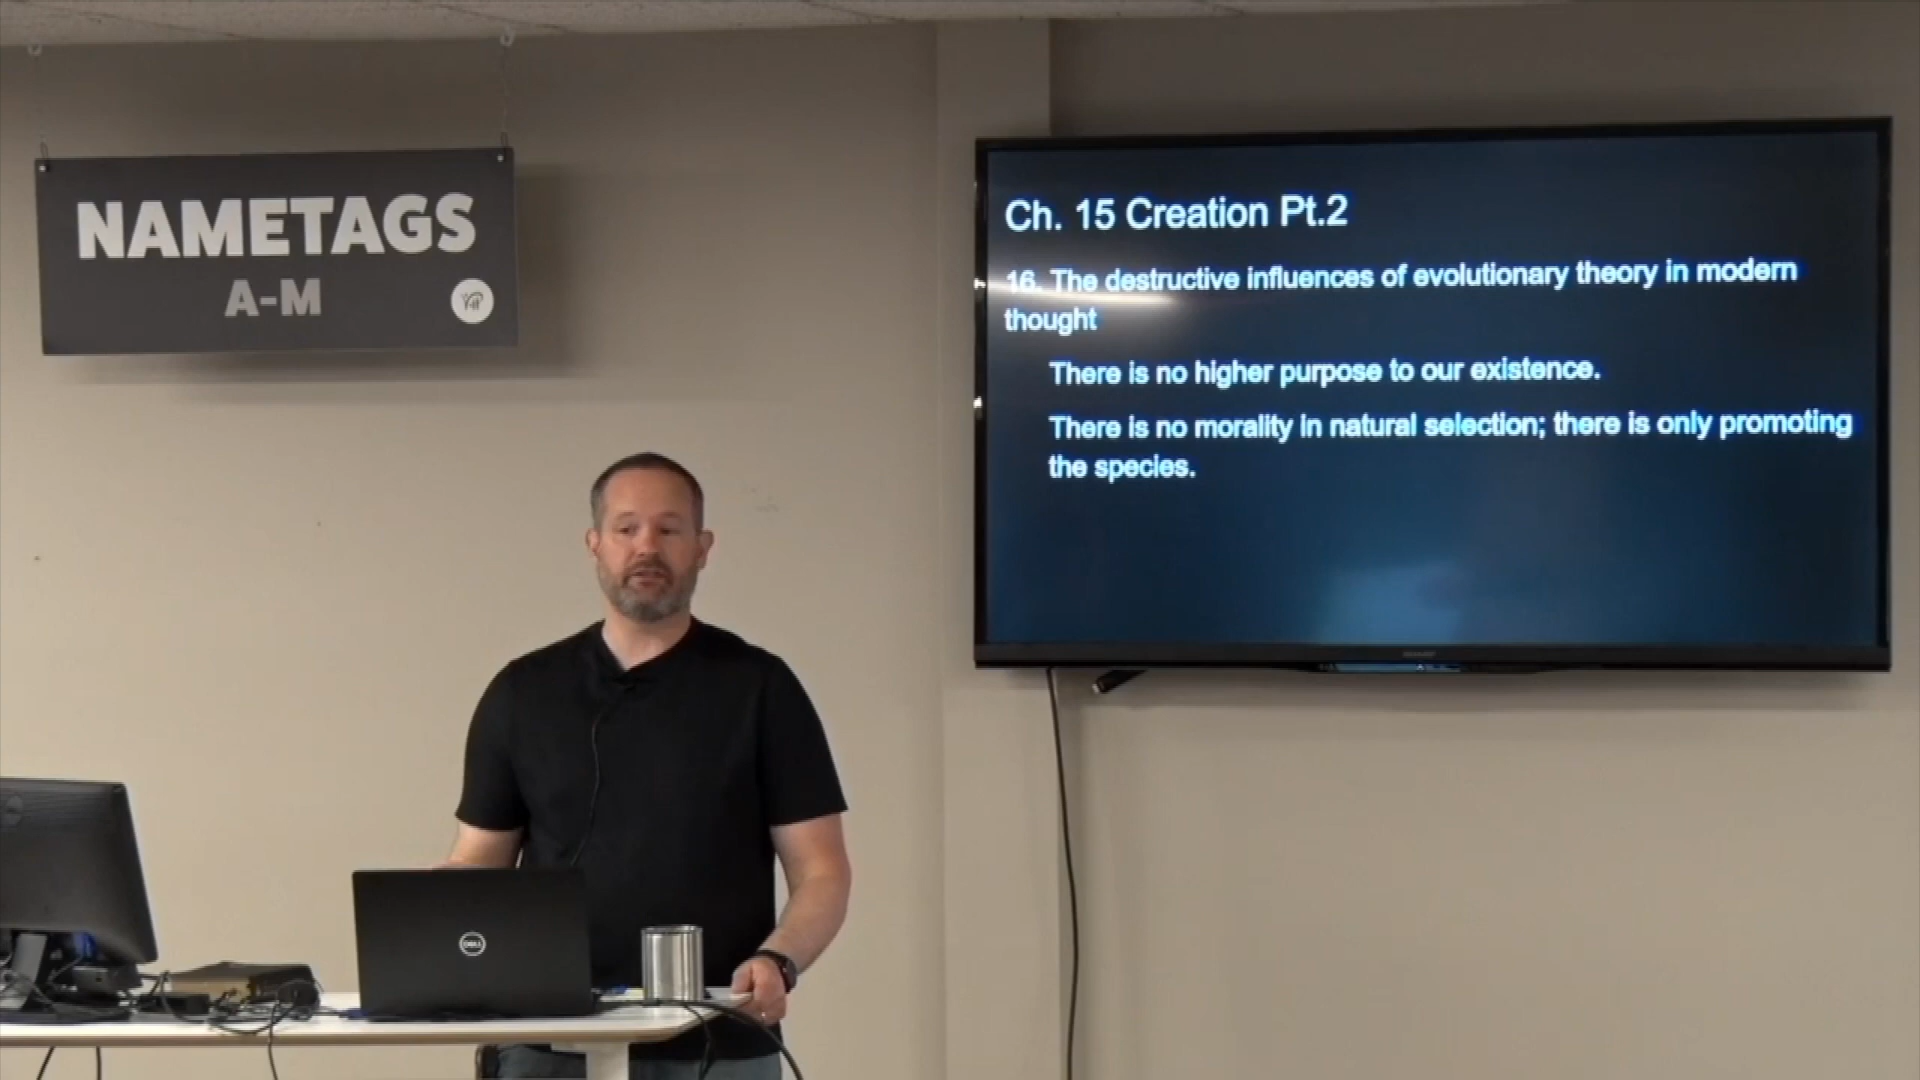 NAMETAGS
A-M
Ch. 15 Creation Pt.2
16. The destructive influences of evolutionary theory in modern
thought
There is no higher purpose to our existence.
There is no morality in natural selection; there is only promoting
the species.
DELL